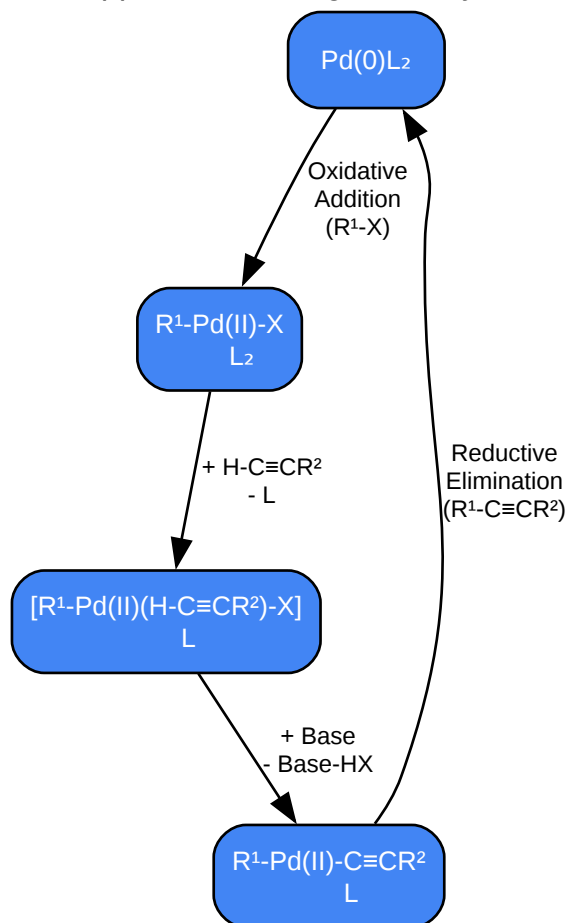 Pd(0)L₂
Oxidative
Addition
(R¹-X)
R¹-Pd(II)-X
L₂
+ H-C≡CR²
- L
Reductive
Elimination
(R¹-C≡CR²)
[R¹-Pd(II)(H-C≡CR²)-X]
L
+ Base
- Base-HX
R¹-Pd(II)-C≡CR²
L